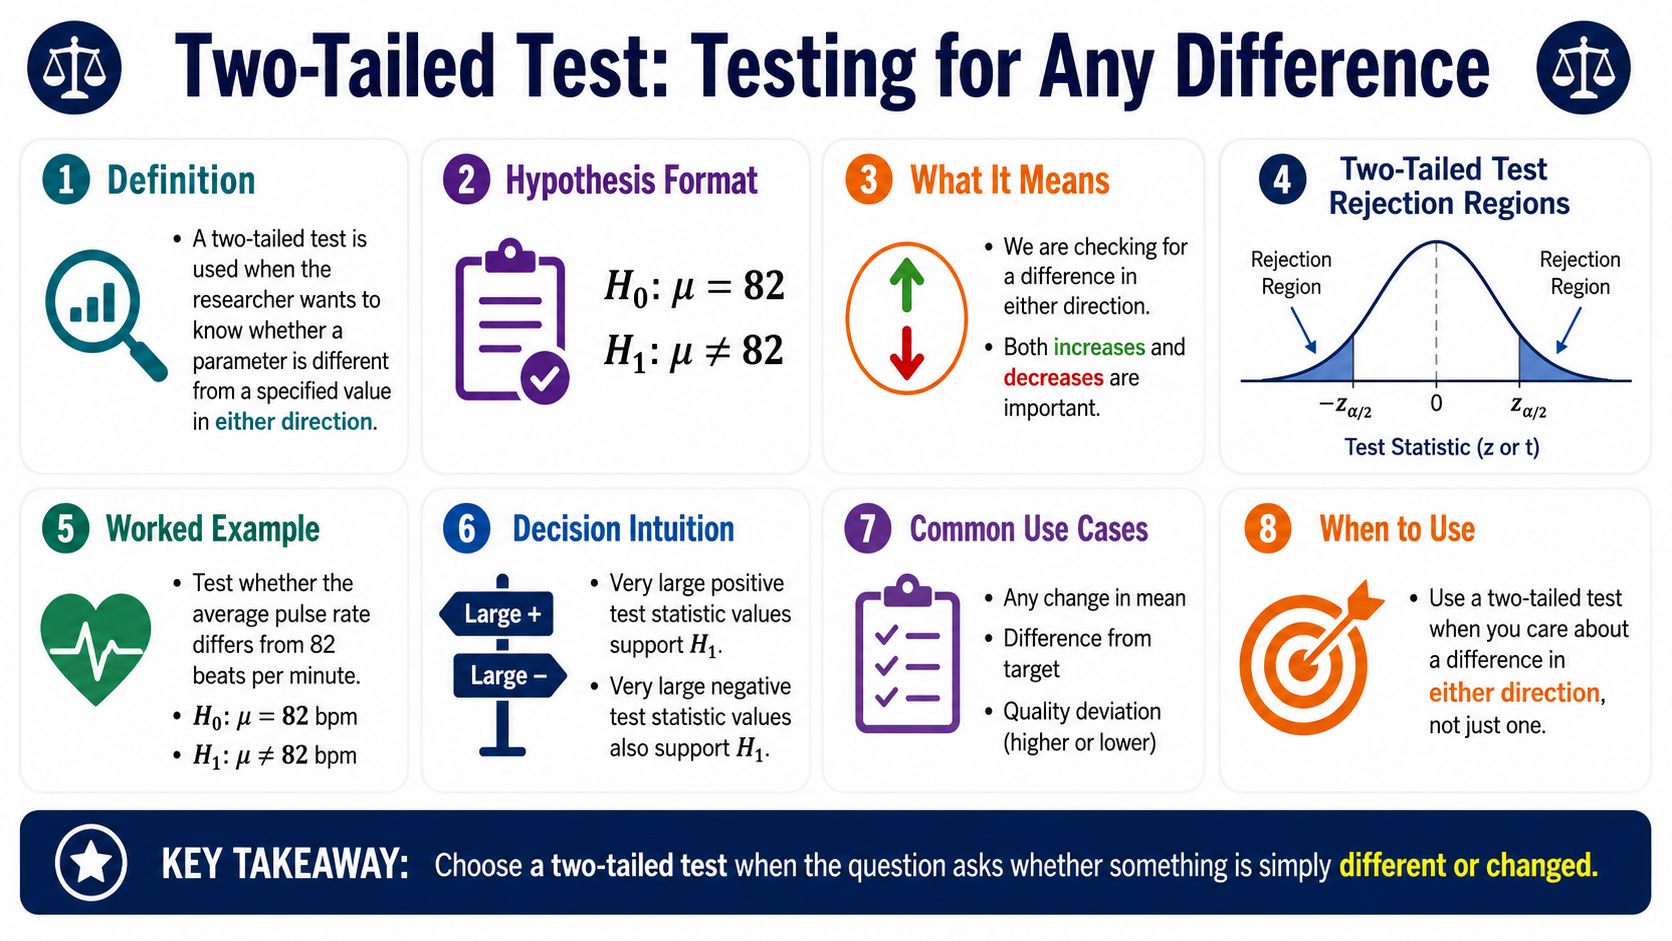 Two-Tailed Test: Testing for Any Difference
1 Definition
• A two-tailed test is
used when the
researcher wants to
know whether a
parameter is different
from a specified value
in either direction.
2 Hypothesis Format
H₀: μ = 82
H₁: μ ≠ 82
3 What It Means
• We are checking for
a difference in
either direction.
• Both increases and
decreases are
important.
4 Two-Tailed Test
Rejection Regions
Rejection
Region
Rejection
Region
−z_{α/2} 0 z_{α/2}
Test Statistic (z or t)
5 Worked Example
• Test whether the
average pulse rate
differs from 82
beats per minute.
• H₀: μ = 82 bpm
• H₁: μ ≠ 82 bpm
6 Decision Intuition
Large +
Large −
• Very large positive
test statistic values
support H₁.
• Very large negative
test statistic values
also support H₁.
7 Common Use Cases
• Any change in mean
• Difference from
target
• Quality deviation
(higher or lower)
8 When to Use
• Use a two-tailed test
when you care about
a difference in
either direction,
not just one.
KEY TAKEAWAY: Choose a two-tailed test when the question asks whether something is simply different or changed.